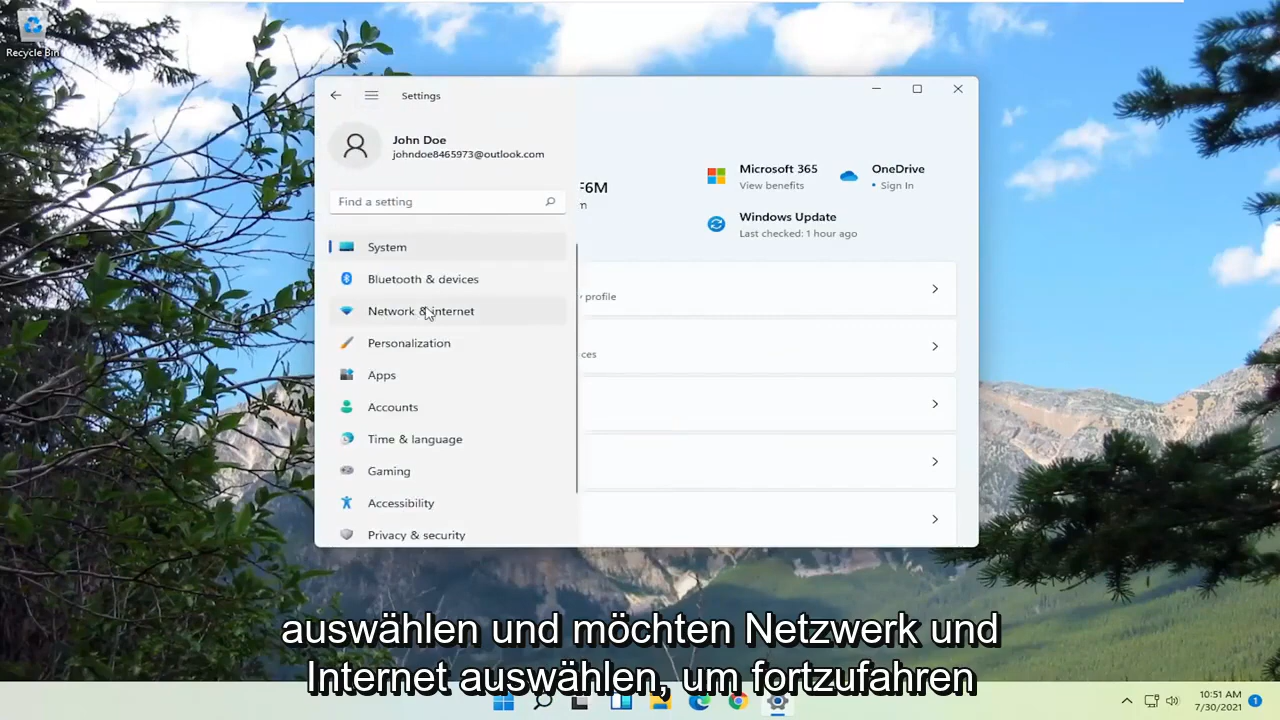 Recycle Bin
Settings
John Doe
johndoe8465973@outlook.com
Find a setting
System
Bluetooth & devices
Network & internet
Personalization
Apps
Accounts
Time & language
Gaming
Accessibility
Privacy & security
F6M
Microsoft 365
View benefits
OneDrive
• Sign In
Windows Update
Last checked: 1 hour ago
profile
auswählen und möchten Netzwerk und
Internet auswählen, um fortzufahren
10:51 AM
7/30/2021
1